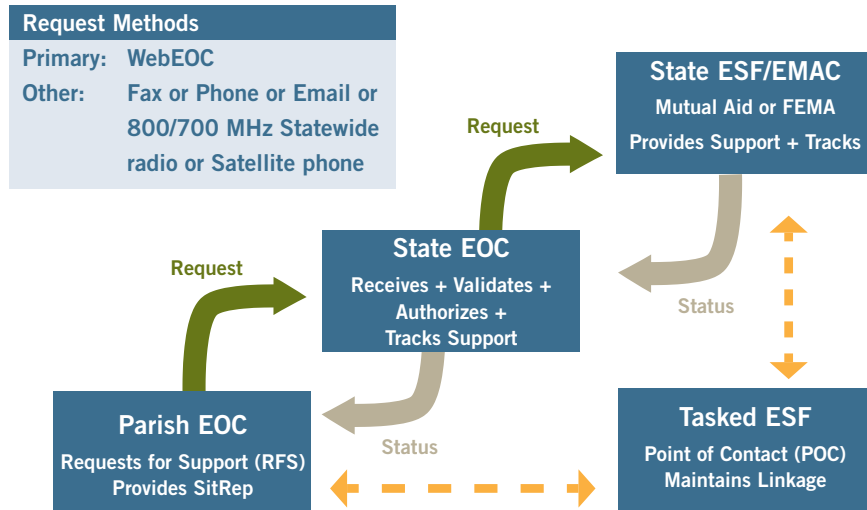 Request Methods
Primary: WebEOC
Other: Fax or Phone or Email or
800/700 MHz Statewide
radio or Satellite phone
State ESF/EMAC
Mutual Aid or FEMA
Provides Support + Tracks
Request
State EOC
Receives + Validates +
Authorizes +
Tracks Support
Request
Status
Parish EOC
Requests for Support (RFS)
Provides SitRep
Status
Tasked ESF
Point of Contact (POC)
Maintains Linkage